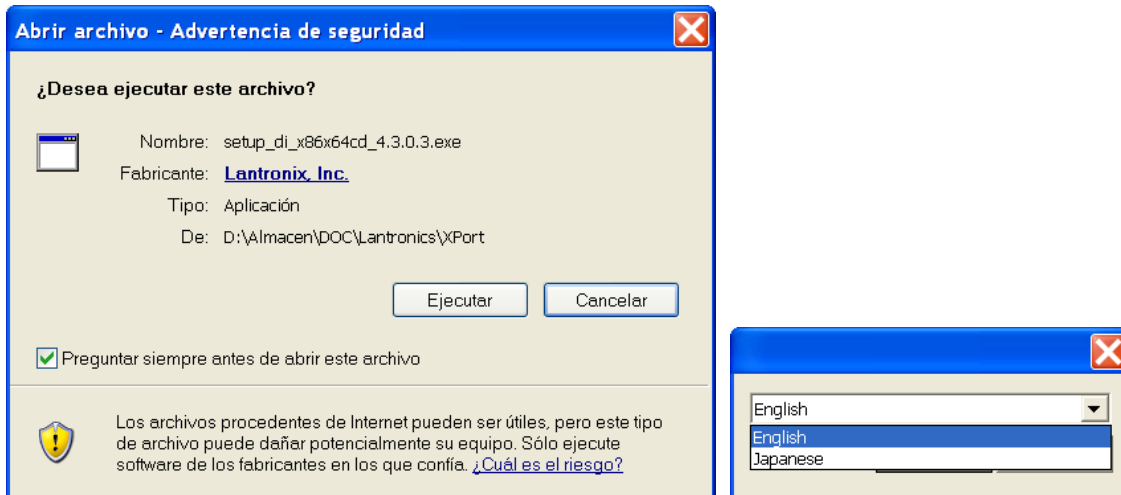 Abrir archivo - Advertencia de seguridad
¿Desea ejecutar este archivo?
Nombre: setup_di_x86x64cd_4.3.0.3.exe
Fabricante: Lantronix, Inc.
Tipo: Aplicación
De: D:\Almacen\DOC\Lantronics\XPort
Ejecutar Cancelar
Preguntar siempre antes de abrir este archivo
Los archivos procedentes de Internet pueden ser útiles, pero este tipo
de archivo puede dañar potencialmente su equipo. Sólo ejecute
software de los fabricantes en los que confía. ¿Cuál es el riesgo?
English
English
Japanese